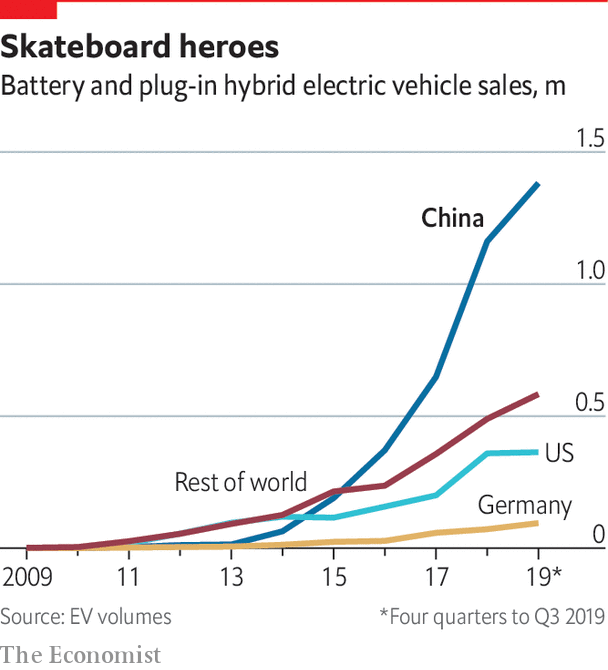 Skateboard heroes
Battery and plug-in hybrid electric vehicle sales, m
1.5
China
1.0
0.5
Rest of world
US
Germany
0
2009 11 13 15 17 19*
Source: EV volumes *Four quarters to Q3 2019
The Economist